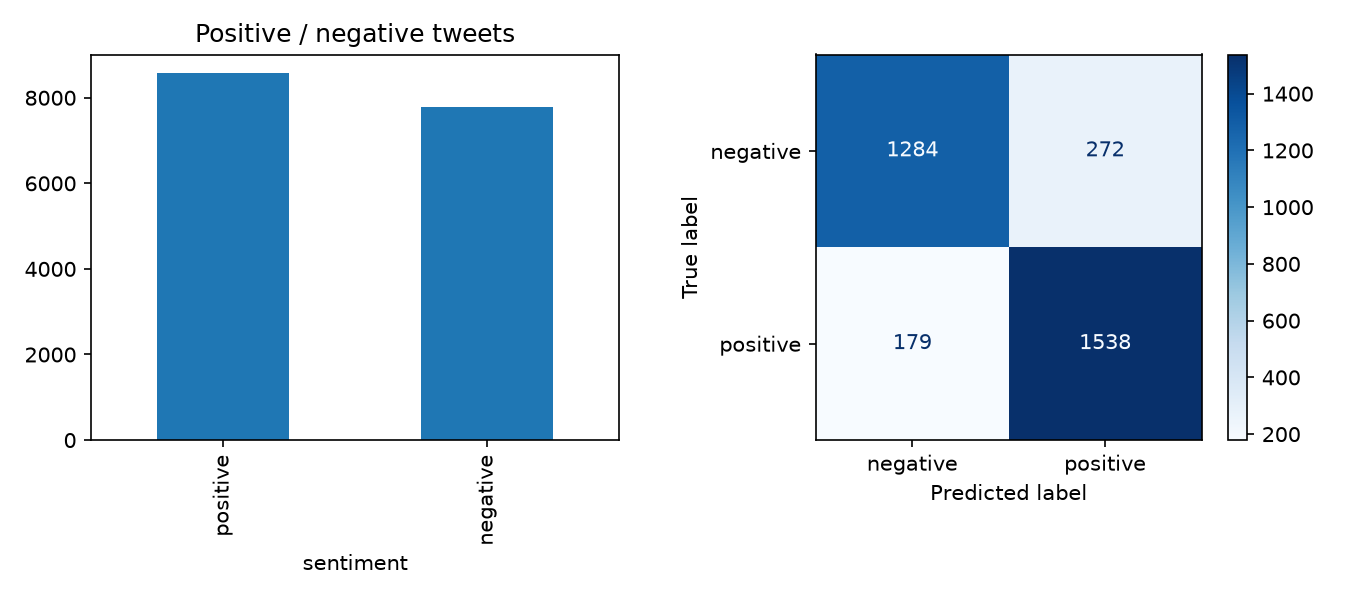 Positive / negative tweets
8000
6000
4000
2000
0
positive
negative
sentiment
True label
negative
positive
1284
272
179
1538
negative
positive
Predicted label
1400
1200
1000
800
600
400
200